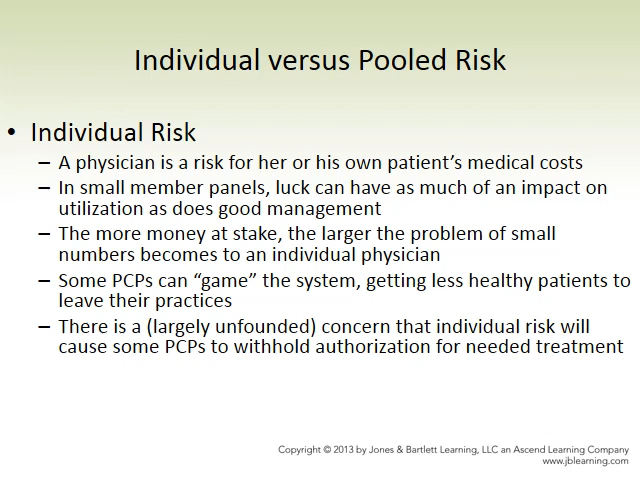 Individual versus Pooled Risk
• Individual Risk
– A physician is a risk for her or his own patient’s medical costs
– In small member panels, luck can have as much of an impact on
utilization as does good management
– The more money at stake, the larger the problem of small
numbers becomes to an individual physician
– Some PCPs can “game” the system, getting less healthy patients to
leave their practices
– There is a (largely unfounded) concern that individual risk will
cause some PCPs to withhold authorization for needed treatment
Copyright © 2013 by Jones & Bartlett Learning, LLC an Ascend Learning Company
www.jblearning.com